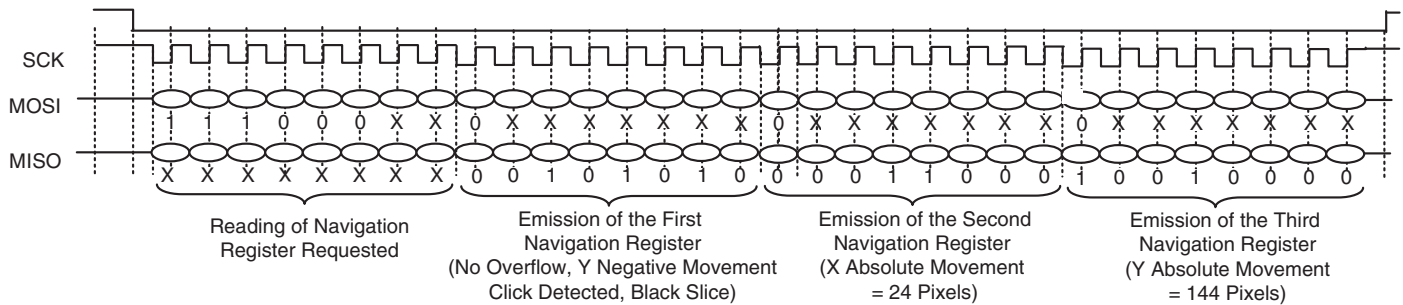 SCK
MOSI
1 1 1 0 0 0 X X 0 X X X X X X X 0 X X X X X X X 0 X X X X X X X
MISO
X X X X X X X X 0 0 1 0 1 0 1 0 0 0 0 1 1 0 0 0 1 0 0 1 0 0 0 0
Reading of Navigation
Register Requested
Emission of the First
Navigation Register
(No Overflow, Y Negative Movement
Click Detected, Black Slice)
Emission of the Second
Navigation Register
(X Absolute Movement
= 24 Pixels)
Emission of the Third
Navigation Register
(Y Absolute Movement
= 144 Pixels)